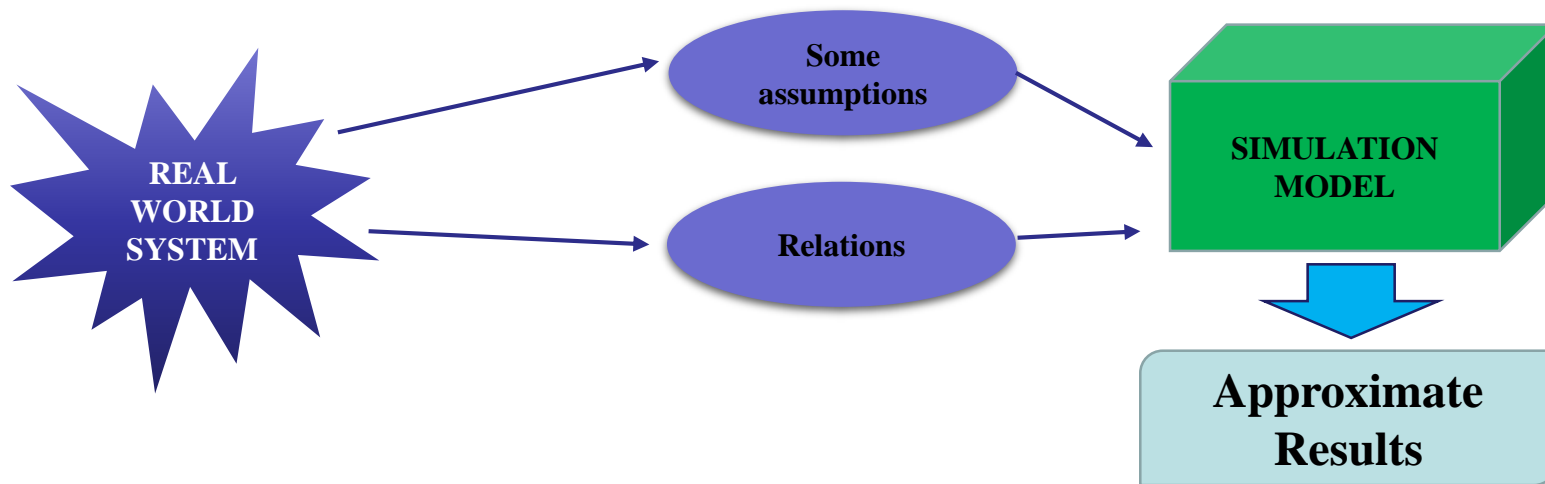 REAL
WORLD
SYSTEM
Some
assumptions
Relations
SIMULATION
MODEL
Approximate
Results